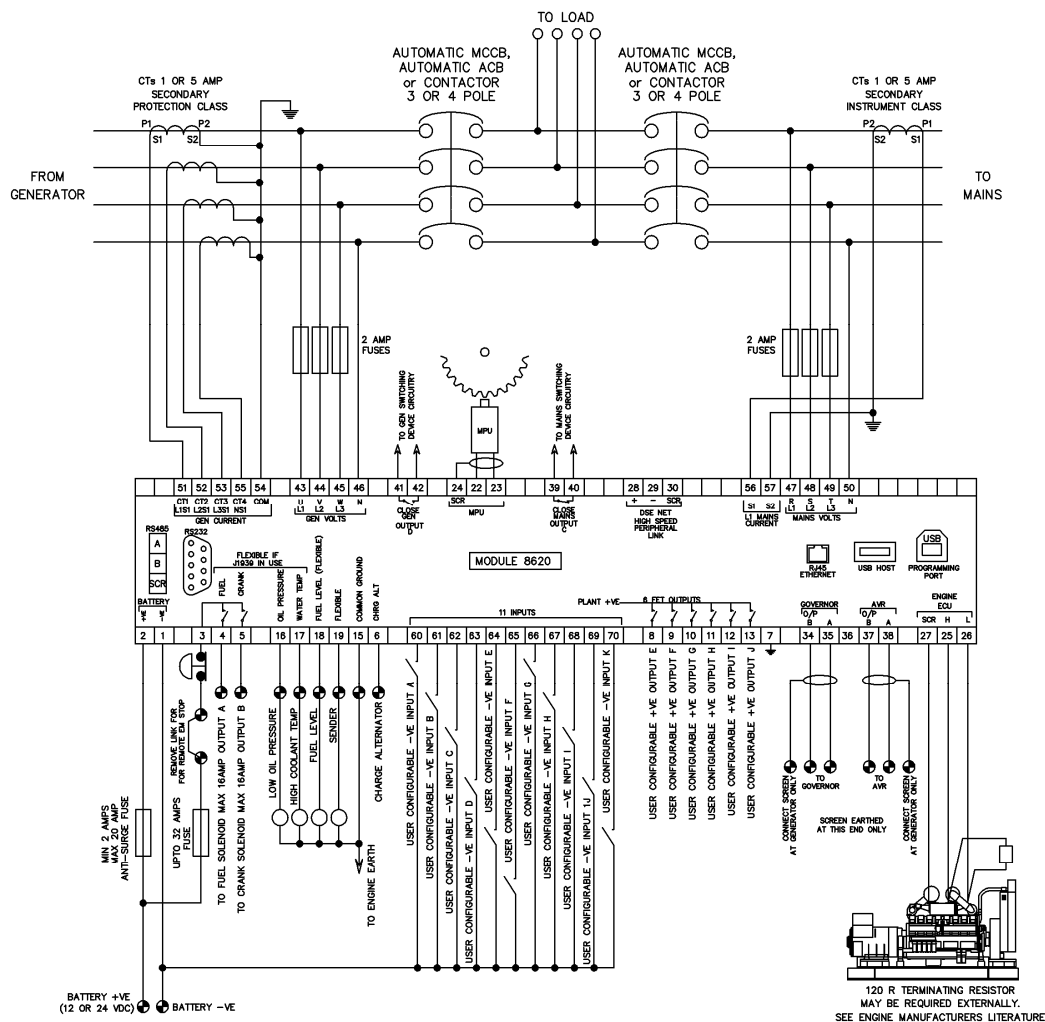 TO LOAD
AUTOMATIC MCCB,
AUTOMATIC ACB
or CONTACTOR
3 OR 4 POLE
AUTOMATIC MCCB,
AUTOMATIC ACB
or CONTACTOR
3 OR 4 POLE
CTs 1 OR 5 AMP
SECONDARY
PROTECTION CLASS
CTs 1 OR 5 AMP
SECONDARY
INSTRUMENT CLASS
P1 P2
S1 S2
P2 P1
S2 S1
FROM
GENERATOR
TO
MAINS
2 AMP
FUSES
2 AMP
FUSES
TO GEN SWITCHING
DEVICE CIRCUITRY
MPU
TO MAINS SWITCHING
DEVICE CIRCUITRY
51 52 53 55 54 43 44 45 46 41 42 24 22 23 39 40 28 29 30 56 57 47 48 49 50
CT1 CT2 CT3 CT4 COM
L1S1 L2S1 L3S1 NS1
GEN CURRENT
U V W N
L1 L2 L3
GEN VOLTS
CLOSE
GEN
OUTPUT
D
SCR
MPU
CLOSE
MAINS
OUTPUT
C
+ - SCR
DSE NET
HIGH SPEED
PERIPHERAL
LINK
S1 S2
L1 MAINS
CURRENT
R S T N
L1 L2 L3
MAINS VOLTS
RS485
A
B
SCR
RS232
FLEXIBLE IF
J1939 IN USE
MODULE 8620
RJ45
ETHERNET
USB HOST
USB
PROGRAMMING
PORT
BATTERY
+VE
-VE
FUEL
CRANK
OIL PRESSURE
WATER TEMP
FUEL LEVEL (FLEXIBLE)
FLEXIBLE
COMMON GROUND
CHRG ALT
11 INPUTS
PLANT +VE
6 FET OUTPUTS
GOVERNOR
O/P
B A
AVR
O/P
B A
ENGINE
ECU
SCR H L
2 1 3 4 5 16 17 18 19 15 6 60 61 62 63 64 65 66 67 68 69 70 8 9 10 11 12 13 7 34 35 36 37 38 27 25 26
REMOVE LINK FOR
FOR REMOTE EM STOP
MIN 2 AMPS
MAX 20 AMP
ANTI-SURGE FUSE
UPTO 32 AMPS
FUSE
TO FUEL SOLENOID MAX 16AMP OUTPUT A
TO CRANK SOLENOID MAX 16AMP OUTPUT B
LOW OIL PRESSURE
HIGH COOLANT TEMP
FUEL LEVEL
SENDER
TO ENGINE EARTH
CHARGE ALTERNATOR
USER CONFIGURABLE -VE INPUT A
USER CONFIGURABLE -VE INPUT B
USER CONFIGURABLE -VE INPUT C
USER CONFIGURABLE -VE INPUT D
USER CONFIGURABLE -VE INPUT E
USER CONFIGURABLE -VE INPUT F
USER CONFIGURABLE -VE INPUT G
USER CONFIGURABLE -VE INPUT H
USER CONFIGURABLE -VE INPUT I
USER CONFIGURABLE -VE INPUT 1J
USER CONFIGURABLE -VE INPUT K
USER CONFIGURABLE +VE OUTPUT E
USER CONFIGURABLE +VE OUTPUT F
USER CONFIGURABLE +VE OUTPUT G
USER CONFIGURABLE +VE OUTPUT H
USER CONFIGURABLE +VE OUTPUT I
USER CONFIGURABLE +VE OUTPUT J
CONNECT SCREEN
AT GENERATOR ONLY
TO
GOVERNOR
TO
AVR
CONNECT SCREEN
AT GENERATOR ONLY
SCREEN EARTHED
AT THIS END ONLY
BATTERY +VE
(12 OR 24 VDC)
BATTERY -VE
120 R TERMINATING RESISTOR
MAY BE REQUIRED EXTERNALLY.
SEE ENGINE MANUFACTURERS LITERATURE